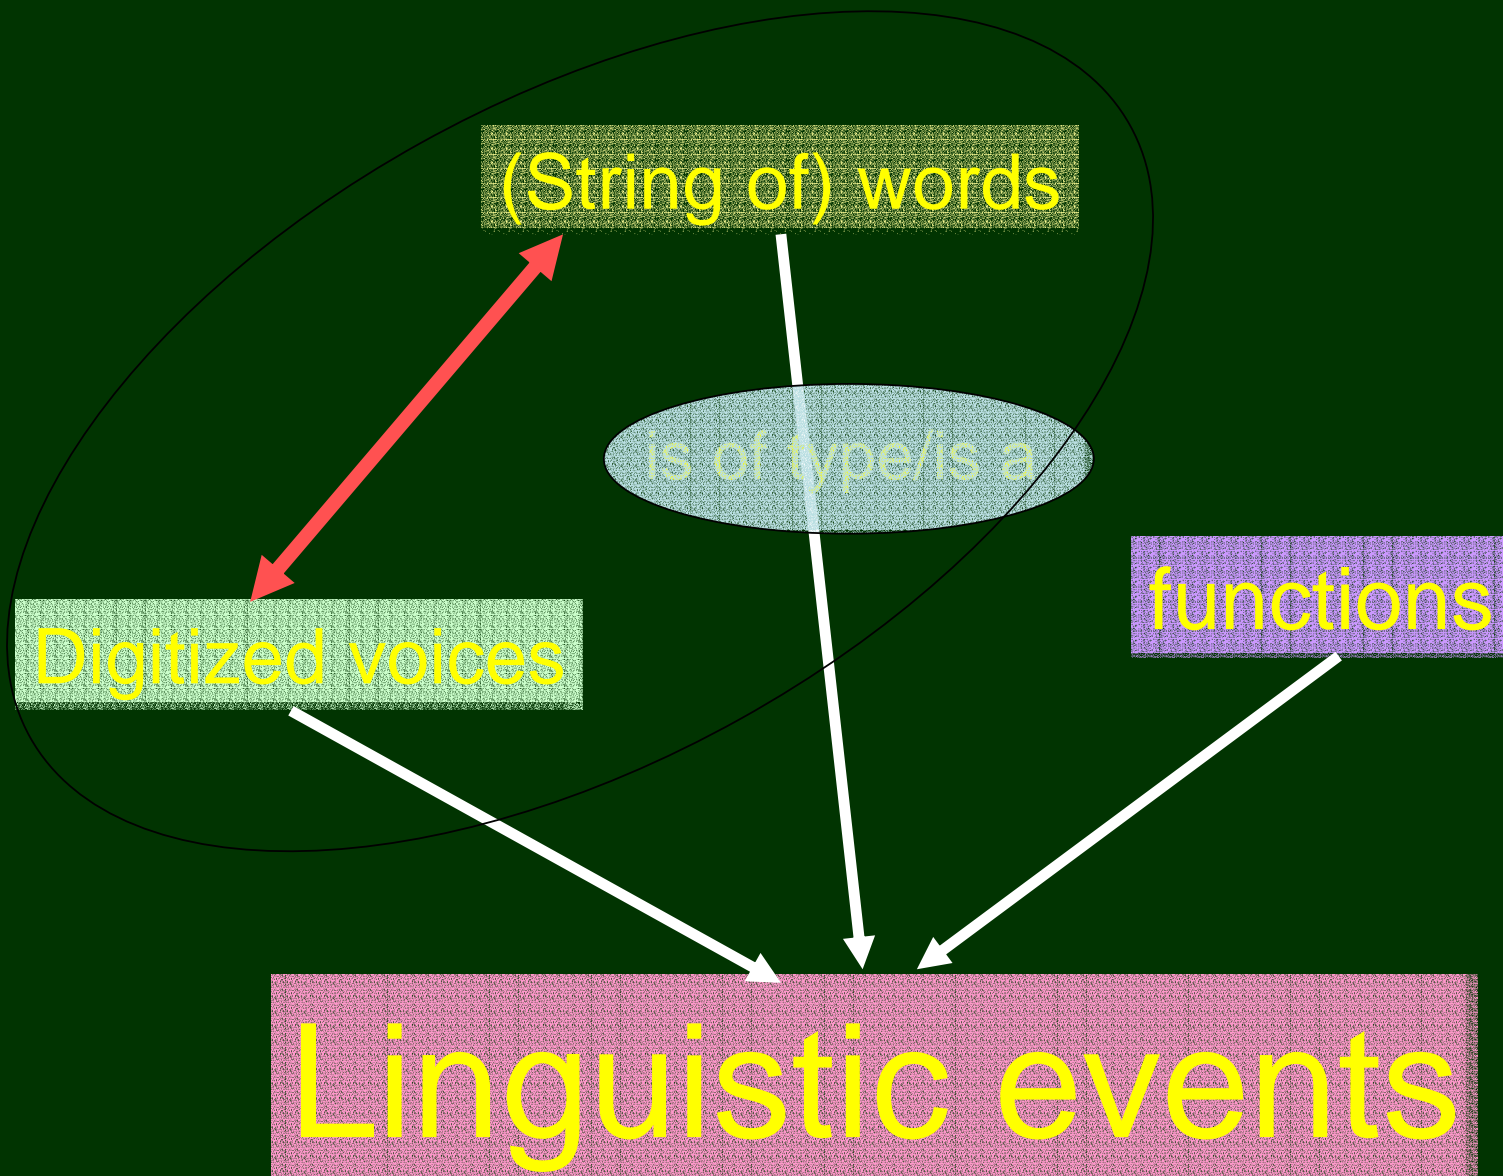 (String of) words
is of type/is a
functions
Digitized voices
Linguistic events